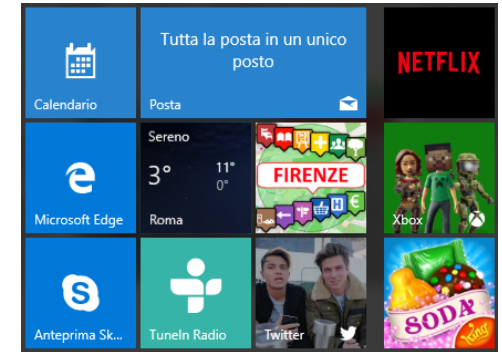 Tutta la posta in un unico
posto
Calendario
Posta
NETFLIX
Sereno
3°
11°
0°
Microsoft Edge
Roma
FIRENZE
Xbox
Anteprima Sk...
TuneIn Radio
Twitter
SODA
King